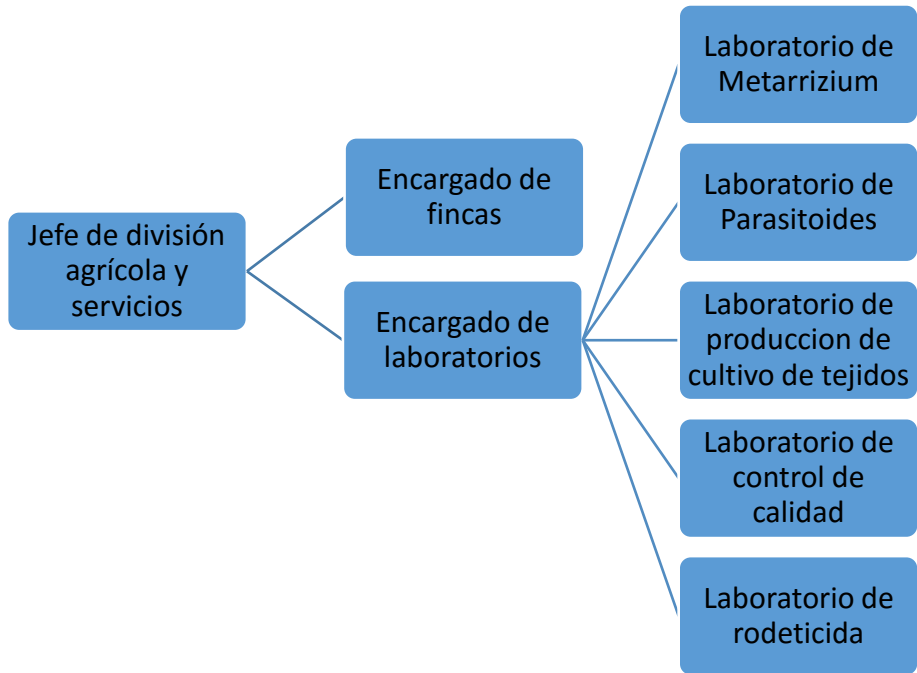 Jefe de división
agrícola y
servicios
Encargado de
fincas
Encargado de
laboratorios
Laboratorio de
Metarrizium
Laboratorio de
Parasitoides
Laboratorio de
produccion de
cultivo de tejidos
Laboratorio de
control de
calidad
Laboratorio de
rodeticida